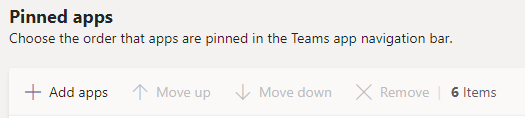 Pinned apps
Choose the order that apps are pinned in the Teams app navigation bar.
Add apps Move up Move down Remove | 6 Items